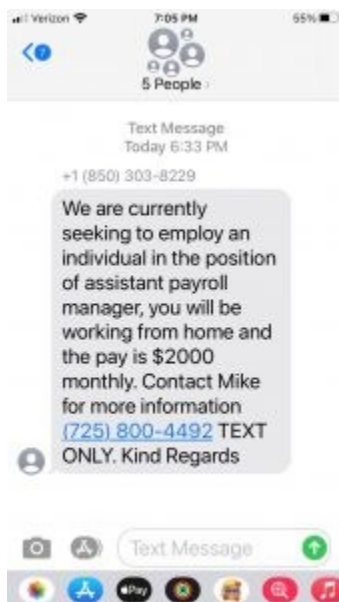 Verizon 7:05 PM 55%
7
5 People
Text Message
Today 6:33 PM
+1 (850) 303-8229
We are currently
seeking to employ an
individual in the position
of assistant payroll
manager, you will be
working from home and
the pay is $2000
monthly. Contact Mike
for more information
(725) 800-4492 TEXT
ONLY. Kind Regards
Text Message
Pay